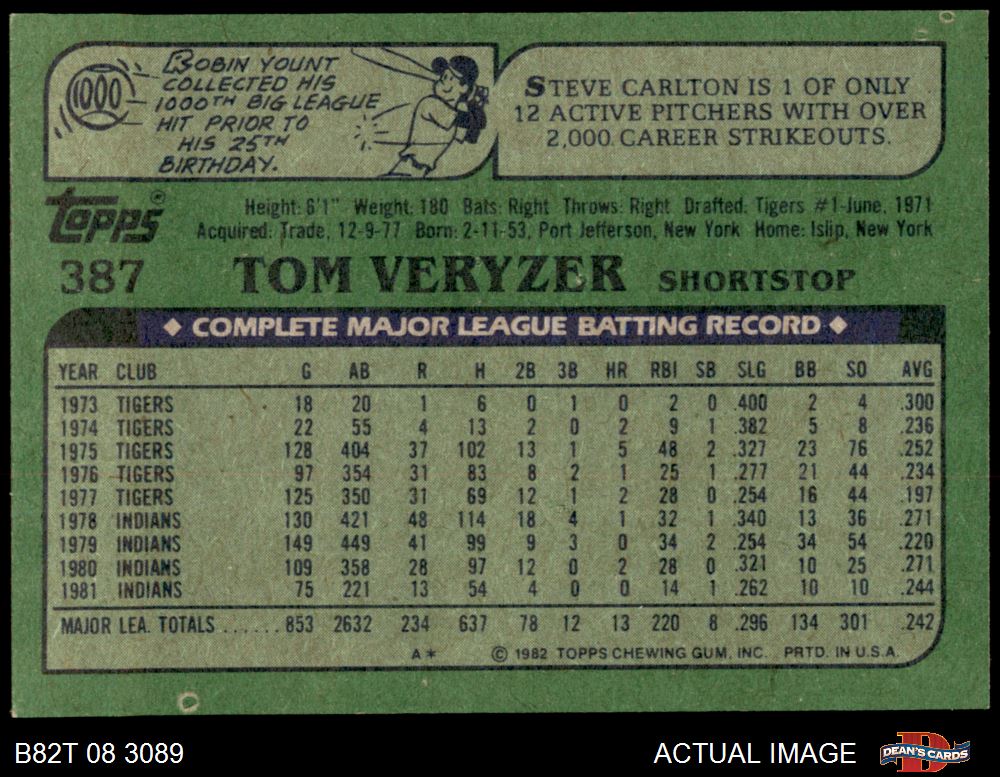 1000
ROBIN YOUNT
COLLECTED HIS
1000TH BIG LEAGUE
HIT PRIOR TO
HIS 25TH
BIRTHDAY.
STEVE CARLTON IS 1 OF ONLY
12 ACTIVE PITCHERS WITH OVER
2,000 CAREER STRIKEOUTS.
Topps®
Height: 6'1" Weight: 180 Bats: Right Throws: Right Drafted: Tigers #1-June, 1971
Acquired: Trade, 12-9-77 Born: 2-11-53, Port Jefferson, New York Home: Islip, New York
387 TOM VERYZER SHORTSTOP
◆ COMPLETE MAJOR LEAGUE BATTING RECORD ◆
YEAR CLUB G AB R H 2B 3B HR RBI SB SLG BB SO AVG
1973 TIGERS 18 20 1 6 0 1 0 2 0 .400 2 4 .300
1974 TIGERS 22 55 4 13 2 0 2 9 1 .382 5 8 .236
1975 TIGERS 128 404 37 102 13 1 5 48 2 .327 23 76 .252
1976 TIGERS 97 354 31 83 8 2 1 25 1 .277 21 44 .234
1977 TIGERS 125 350 31 69 12 1 2 28 0 .254 16 44 .197
1978 INDIANS 130 421 48 114 18 4 1 32 1 .340 13 36 .271
1979 INDIANS 149 449 41 99 9 3 0 34 2 .254 34 54 .220
1980 INDIANS 109 358 28 97 12 0 2 28 0 .321 10 25 .271
1981 INDIANS 75 221 13 54 4 0 0 14 1 .262 10 10 .244
MAJOR LEA. TOTALS ...... 853 2632 234 637 78 12 13 220 8 .296 134 301 .242
A* © 1982 TOPPS CHEWING GUM, INC. PRTD. IN U.S.A.
B82T 08 3089 ACTUAL IMAGE DEAN'S CARDS